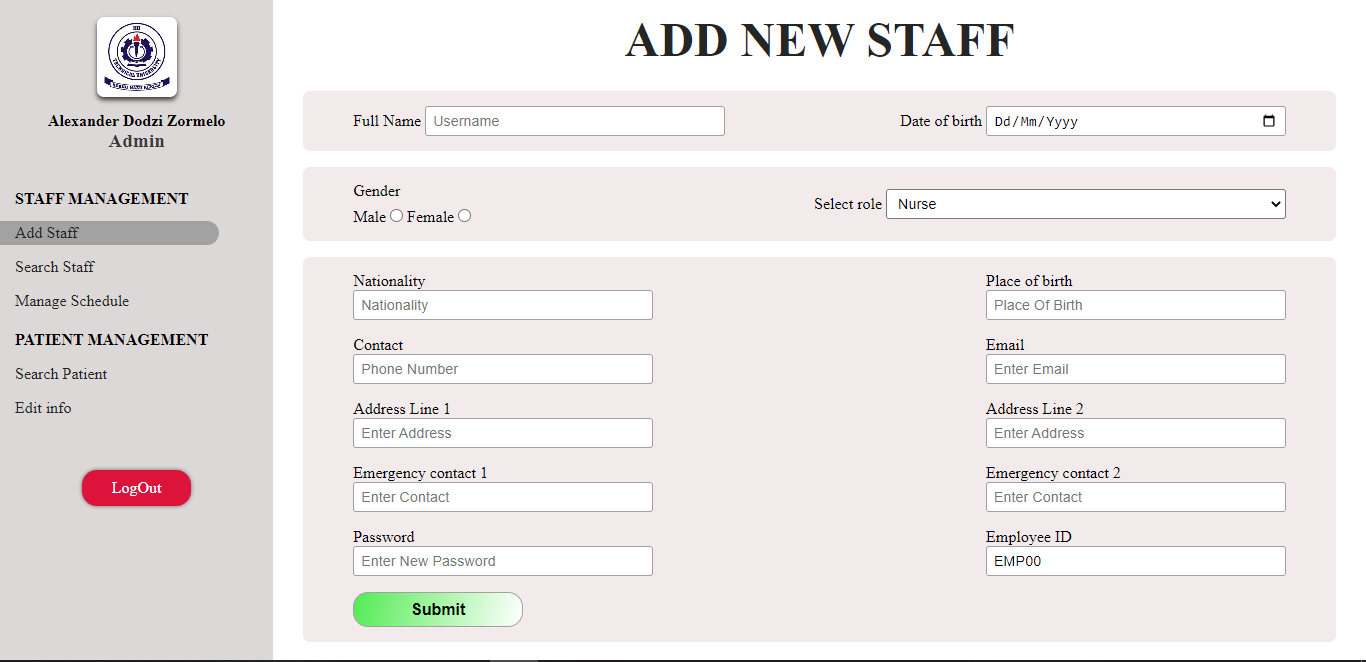 HO
TECHNICAL UNIVERSITY
Alexander Dodzi Zormelo
Admin
STAFF MANAGEMENT
Add Staff
Search Staff
Manage Schedule
PATIENT MANAGEMENT
Search Patient
Edit info
LogOut
ADD NEW STAFF
Full Name Username Date of birth Dd/Mm/Yyyy
Gender
Male Female
Select role Nurse
Nationality Place of birth
Nationality Place Of Birth
Contact Email
Phone Number Enter Email
Address Line 1 Address Line 2
Enter Address Enter Address
Emergency contact 1 Emergency contact 2
Enter Contact Enter Contact
Password Employee ID
Enter New Password EMP00
Submit